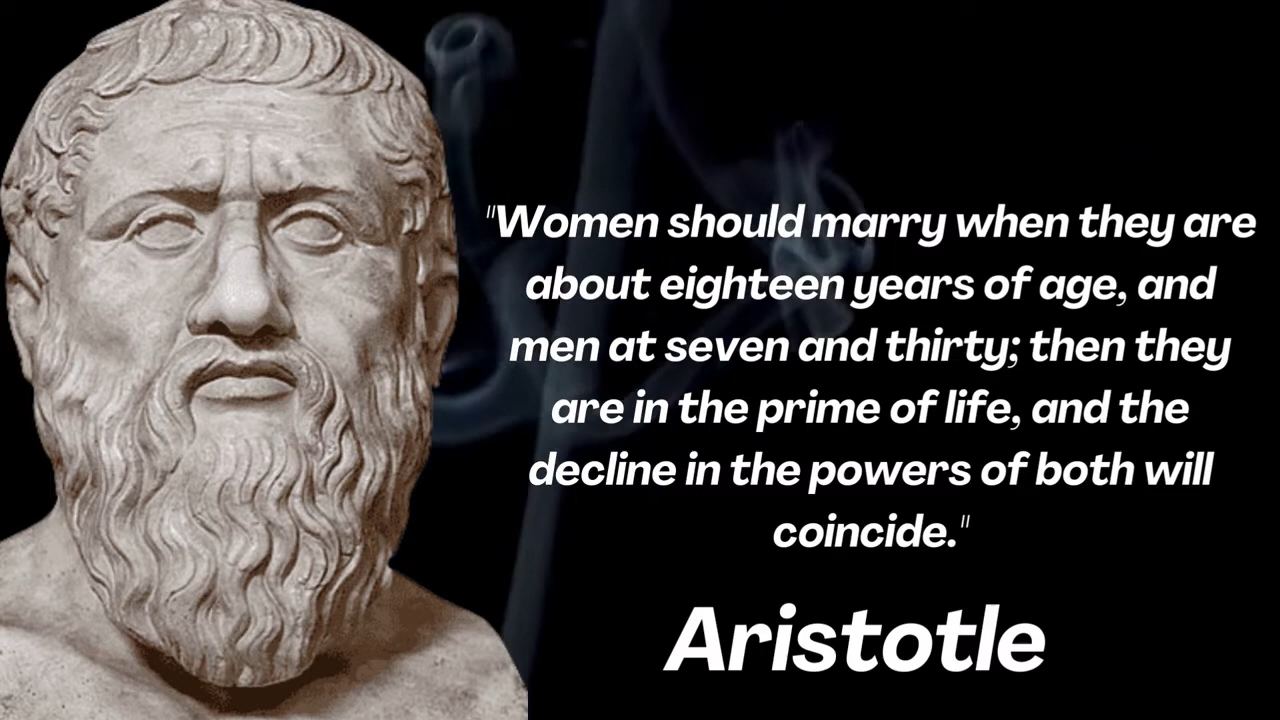 "Women should marry when they are
about eighteen years of age, and
men at seven and thirty; then they
are in the prime of life, and the
decline in the powers of both will
coincide."
Aristotle